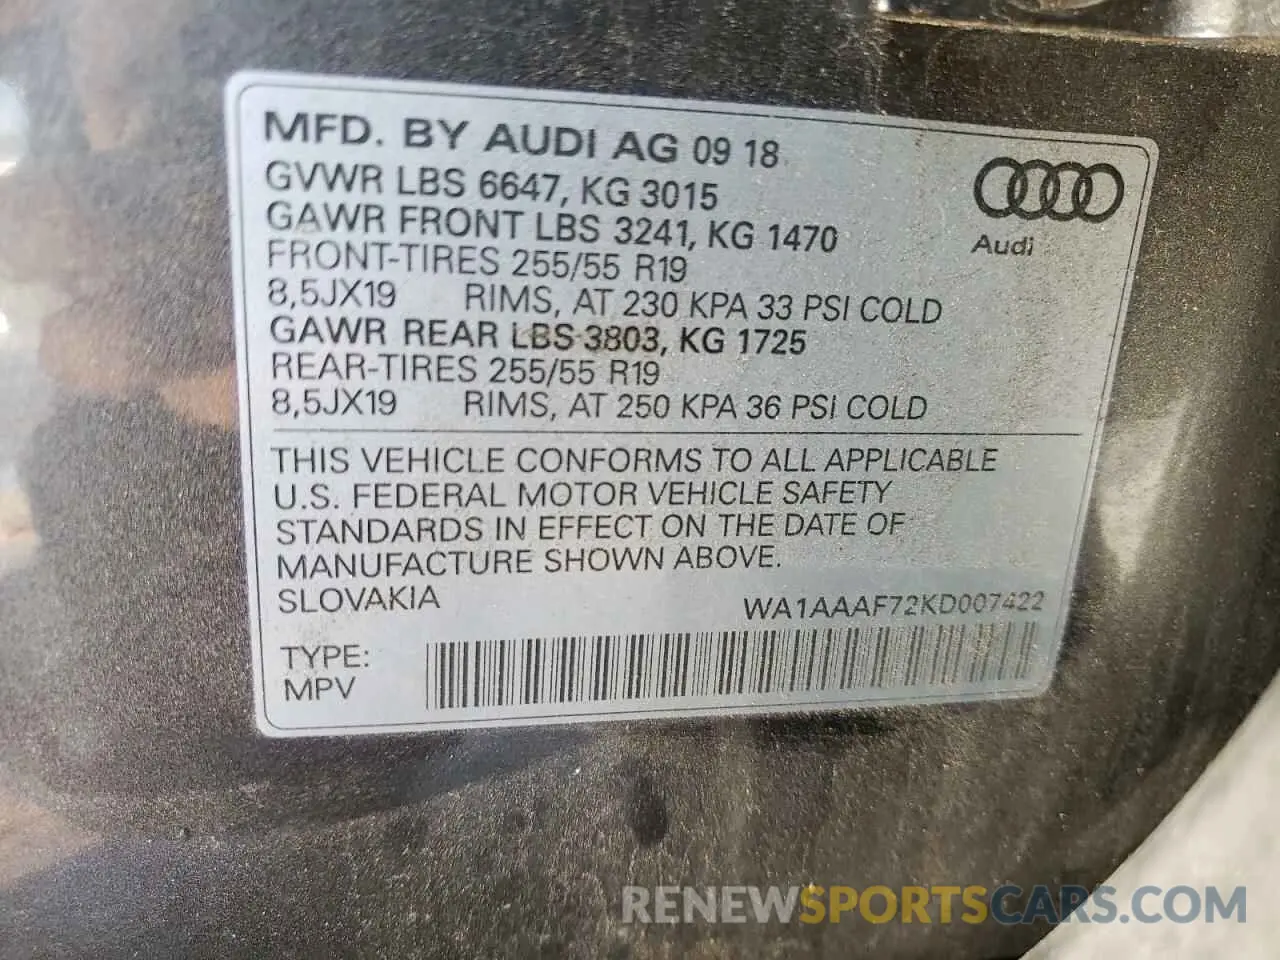 MFD. BY AUDI AG 09 18
GVWR LBS 6647, KG 3015
GAWR FRONT LBS 3241, KG 1470
FRONT-TIRES 255/55 R19
8,5JX19 RIMS, AT 230 KPA 33 PSI COLD
GAWR REAR LBS 3803, KG 1725
REAR-TIRES 255/55 R19
8,5JX19 RIMS, AT 250 KPA 36 PSI COLD
Audi
THIS VEHICLE CONFORMS TO ALL APPLICABLE
U.S. FEDERAL MOTOR VEHICLE SAFETY
STANDARDS IN EFFECT ON THE DATE OF
MANUFACTURE SHOWN ABOVE.
SLOVAKIA
WA1AAAF72KD007422
TYPE:
MPV
RENEWSPORTSCARS.COM